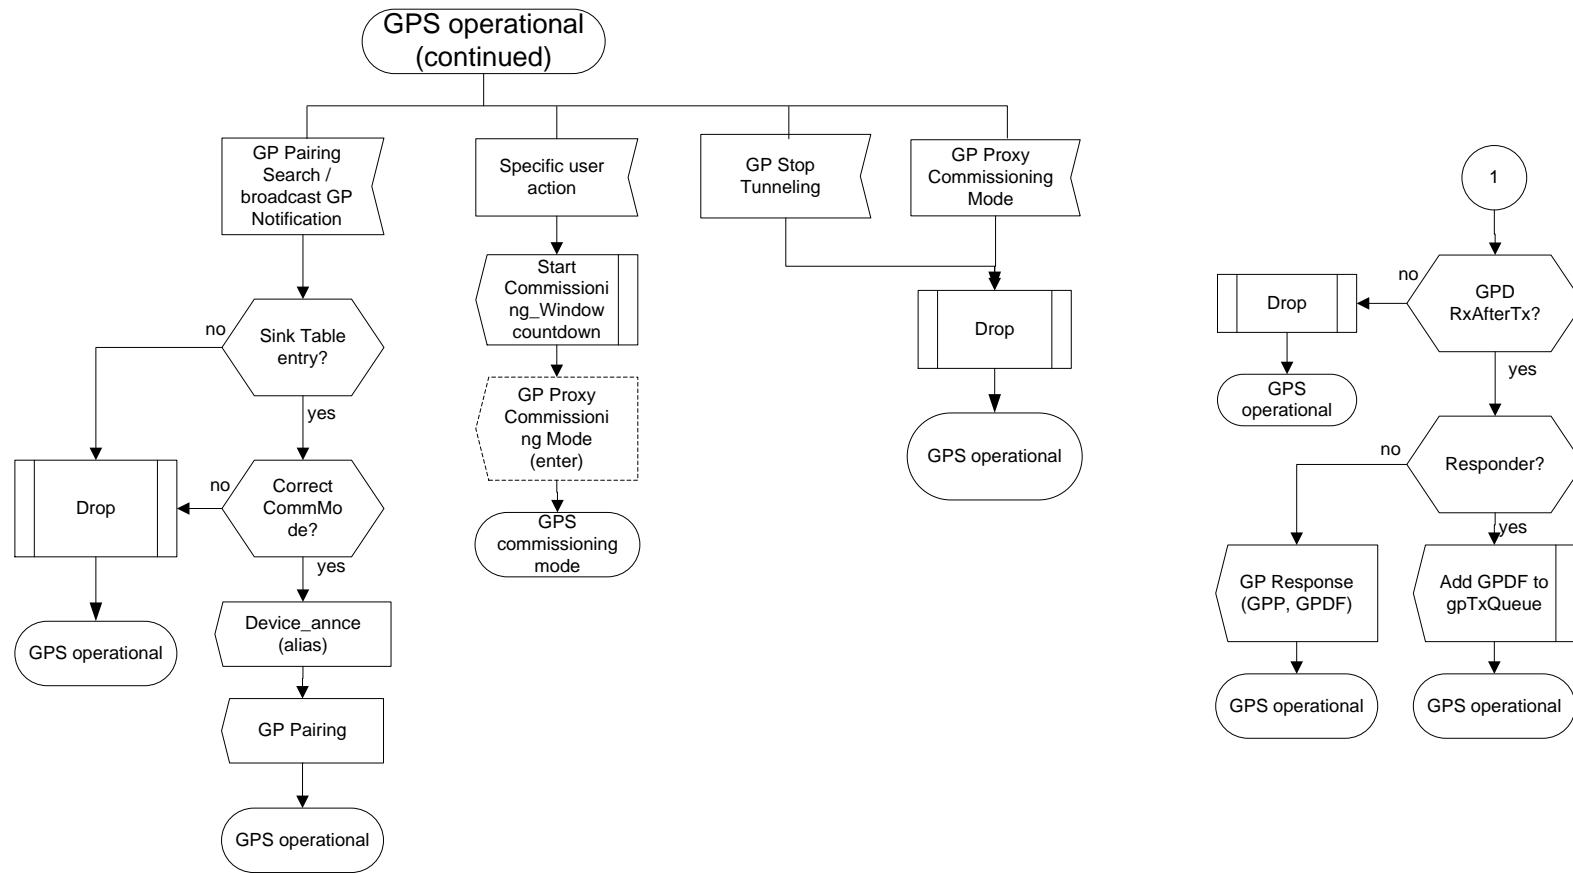 GPS operational
(continued)
GP Pairing
Search /
broadcast GP
Notification
Sink Table
entry?
no
yes
Correct
CommMo
de?
no
yes
Drop
GPS operational
Device_annce
(alias)
GP Pairing
GPS operational
Specific user
action
Start
Commissioni
ng_Window
countdown
GP Proxy
Commissioni
ng Mode
(enter)
GPS
commissioning
mode
GP Stop
Tunneling
GP Proxy
Commissioning
Mode
Drop
GPS operational
1
GPD
RxAfterTx?
no
yes
Drop
GPS
operational
Responder?
no
yes
GP Response
(GPP, GPDF)
GPS operational
Add GPDF to
gpTxQueue
GPS operational